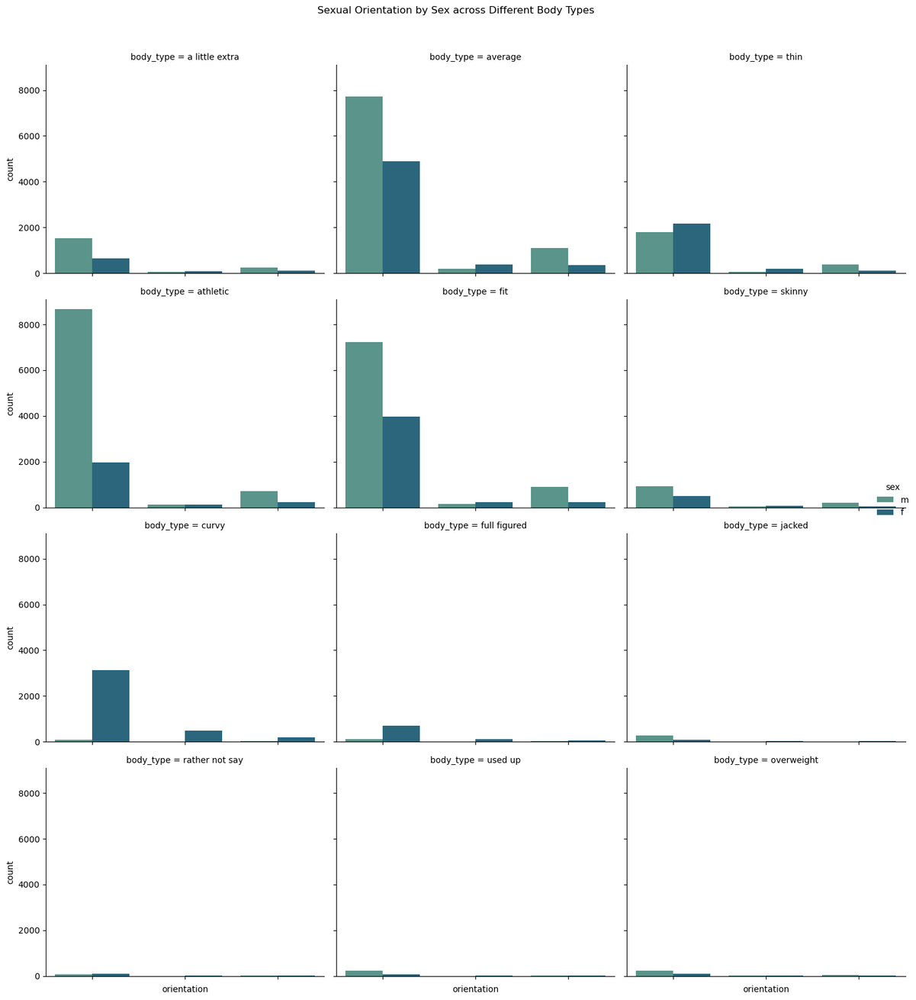 Sexual Orientation by Sex across Different Body Types
body_type = a little extra
body_type = average
body_type = thin
8000
6000
4000
2000
0
count
body_type = athletic
body_type = fit
body_type = skinny
8000
6000
4000
2000
0
count
sex
m
f
body_type = curvy
body_type = full figured
body_type = jacked
8000
6000
4000
2000
0
count
body_type = rather not say
body_type = used up
body_type = overweight
8000
6000
4000
2000
0
count
orientation
orientation
orientation